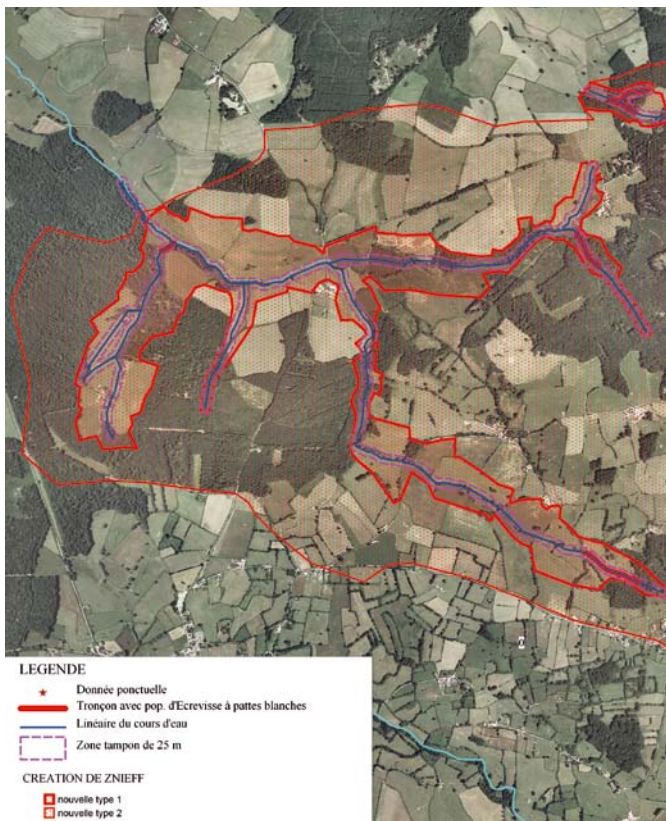 LEGENDE
Donnée ponctuelle
Tronçon avec pop. d'Ecrevisse à pattes blanches
Linéaire du cours d'eau
Zone tampon de 25 m
CREATION DE ZNIEFF
nouvelle type 1
nouvelle type 2